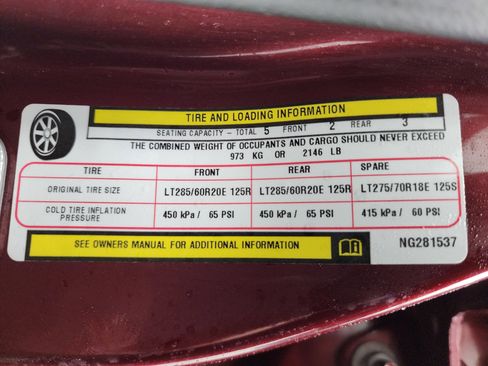 TIRE AND LOADING INFORMATION
SEATING CAPACITY - TOTAL 5 FRONT 2 REAR 3
THE COMBINED WEIGHT OF OCCUPANTS AND CARGO SHOULD NEVER EXCEED
973 KG OR 2146 LB
TIRE FRONT REAR SPARE
ORIGINAL TIRE SIZE LT285/60R20E 125R LT285/60R20E 125R LT275/70R18E 125S
COLD TIRE INFLATION PRESSURE 450 kPa / 65 PSI 450 kPa / 65 PSI 415 kPa / 60 PSI
SEE OWNERS MANUAL FOR ADDITIONAL INFORMATION NG281537